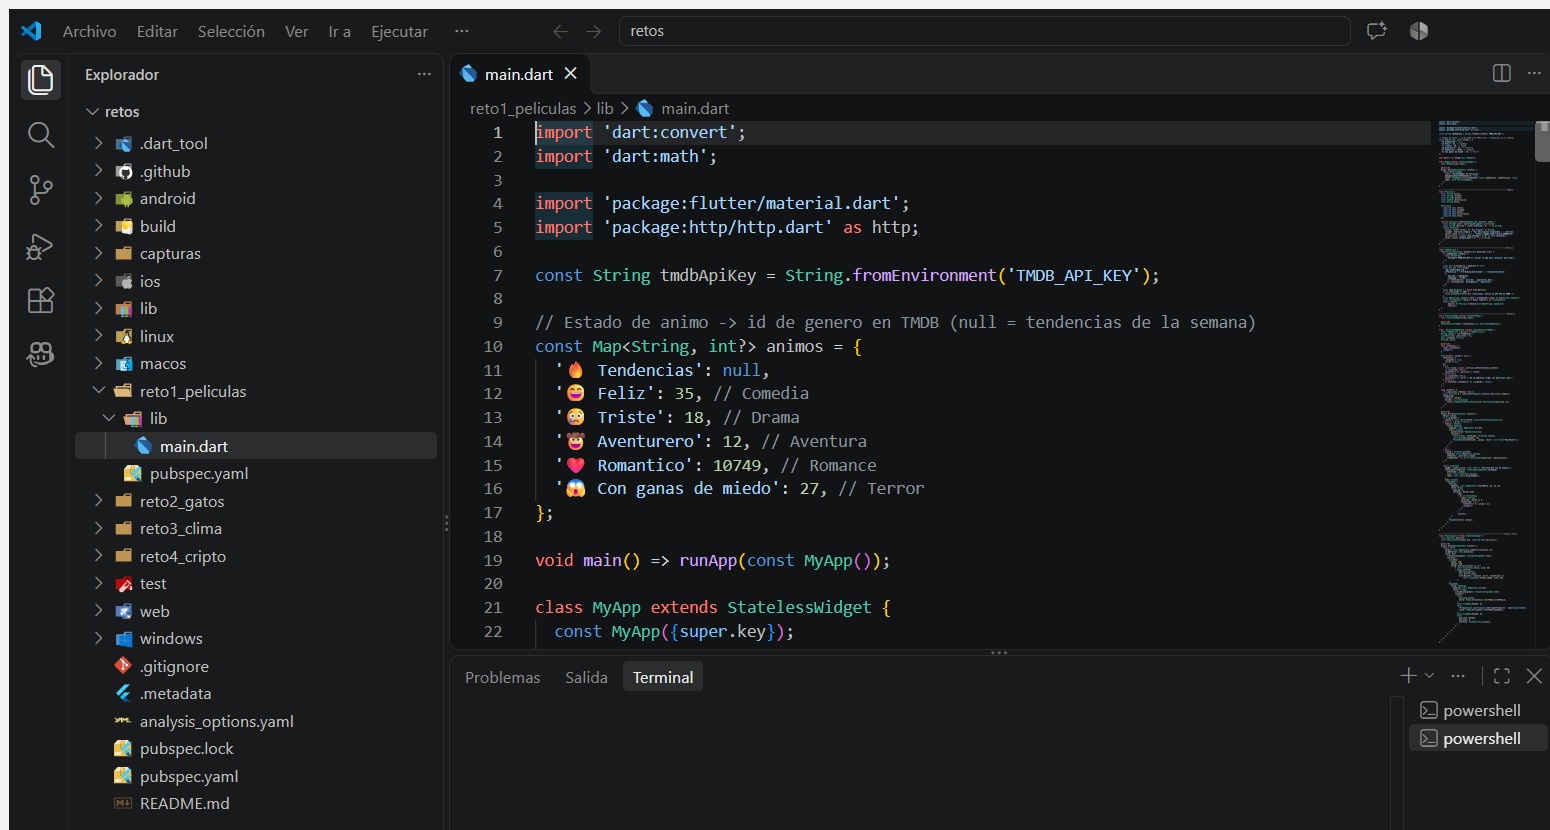 Archivo Editar Selección Ver Ir a Ejecutar ··· retos
Explorador ···
retos
.dart_tool
.github
android
build
capturas
ios
lib
linux
macos
reto1_peliculas
lib
main.dart
pubspec.yaml
reto2_gatos
reto3_clima
reto4_cripto
test
web
windows
.gitignore
.metadata
analysis_options.yaml
pubspec.lock
pubspec.yaml
README.md
main.dart
reto1_peliculas > lib > main.dart
1 import 'dart:convert';
2 import 'dart:math';
3
4 import 'package:flutter/material.dart';
5 import 'package:http/http.dart' as http;
6
7 const String tmdbApiKey = String.fromEnvironment('TMDB_API_KEY');
8
9 // Estado de animo -> id de genero en TMDB (null = tendencias de la semana)
10 const Map<String, int?> animos = {
11 '🔥 Tendencias': null,
12 '😄 Feliz': 35, // Comedia
13 '😢 Triste': 18, // Drama
14 '🤠 Aventurero': 12, // Aventura
15 '❤️ Romantico': 10749, // Romance
16 '😱 Con ganas de miedo': 27, // Terror
17 };
18
19 void main() => runApp(const MyApp());
20
21 class MyApp extends StatelessWidget {
22 const MyApp({super.key});
Problemas Salida Terminal
powershell
powershell